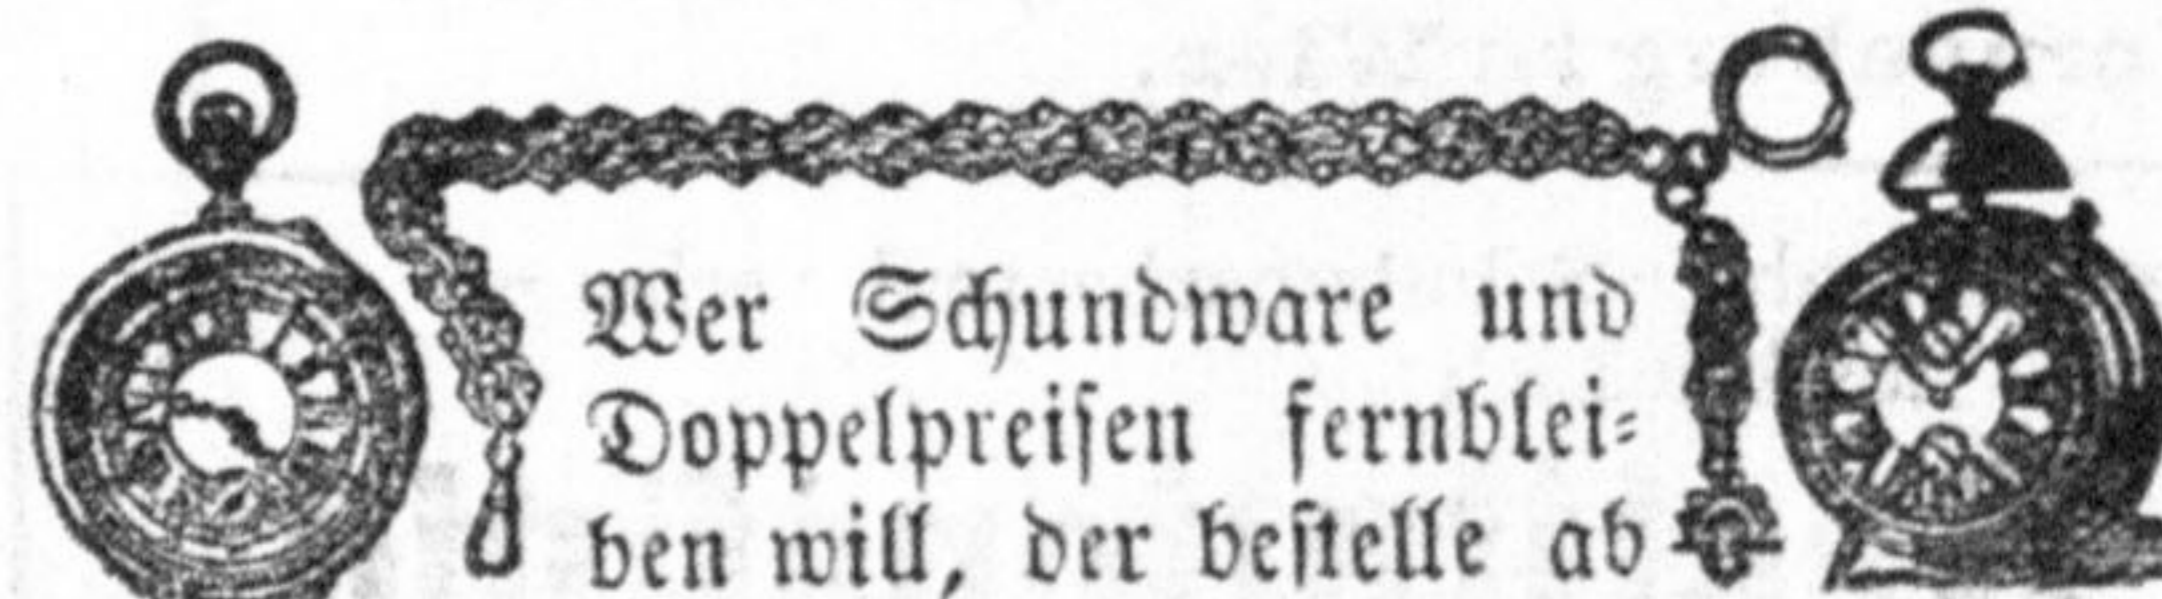 Wer Schundware und
Doppelpreisen fernblei⸗
ben will, der bestelle ab